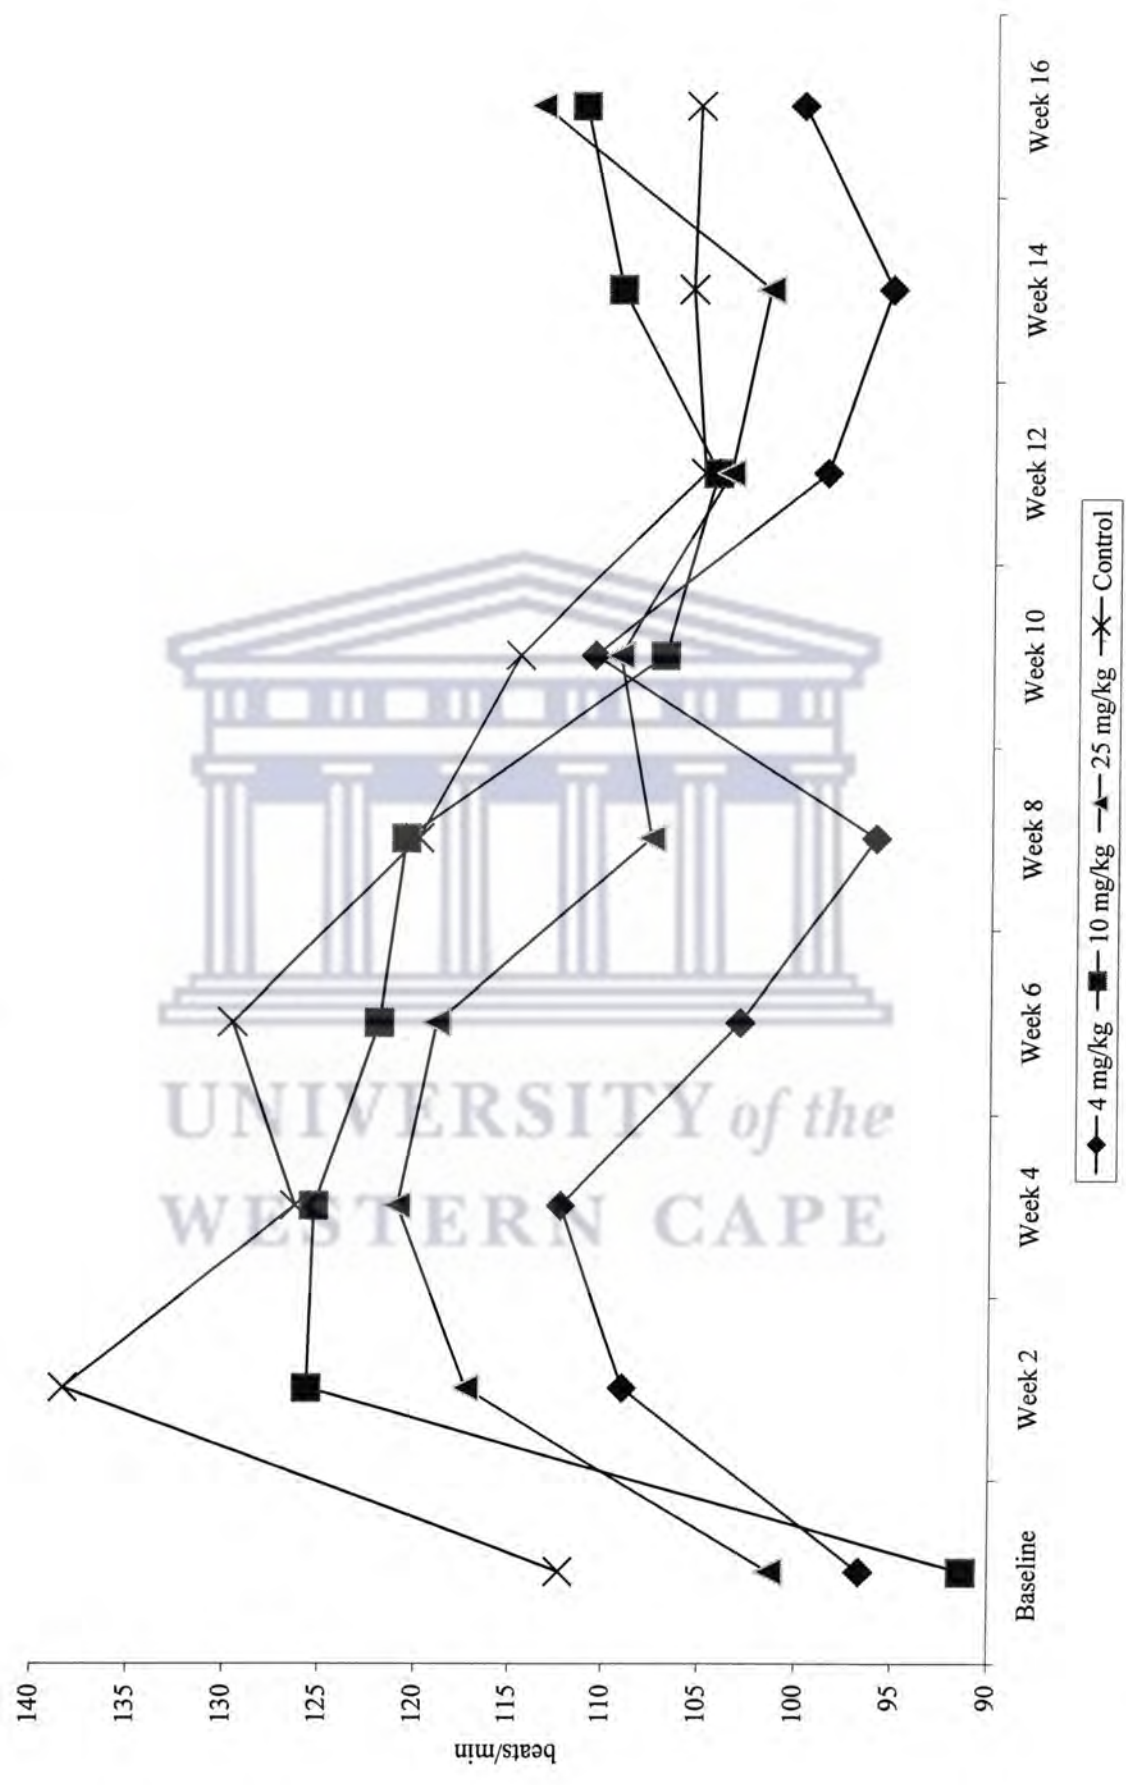 beats/min
140
135
130
125
120
115
110
105
100
95
90
Baseline
Week 2
Week 4
Week 6
Week 8
Week 10
Week 12
Week 14
Week 16
4 mg/kg 10 mg/kg 25 mg/kg Control
UNIVERSITY of the
WESTERN CAPE